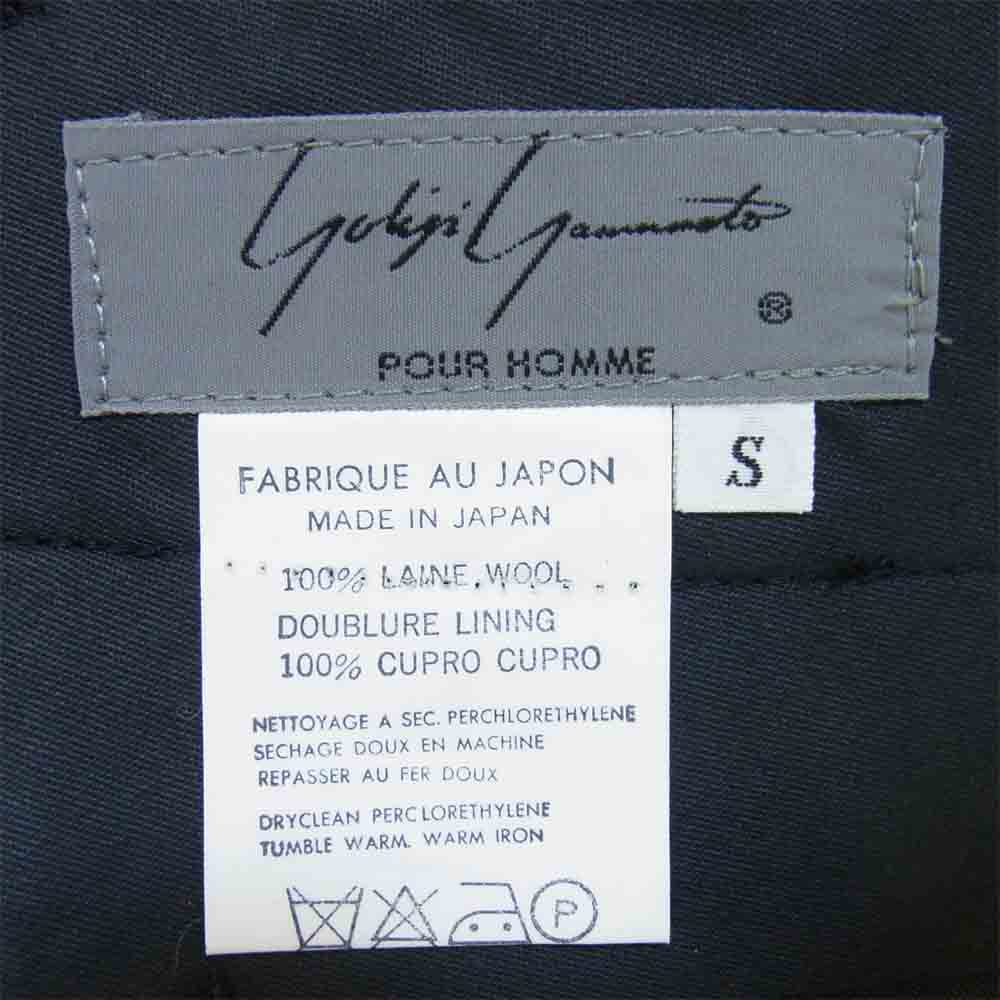 Yohji Yamamoto
®
POUR HOMME
S
FABRIQUE AU JAPON
MADE IN JAPAN
100% LAINE WOOL
DOUBLURE LINING
100% CUPRO CUPRO
NETTOYAGE A SEC. PERCHLORETHYLENE
SECHAGE DOUX EN MACHINE
REPASSER AU FER DOUX
DRYCLEAN PERCLORETHYLENE
TUMBLE WARM. WARM IRON
P